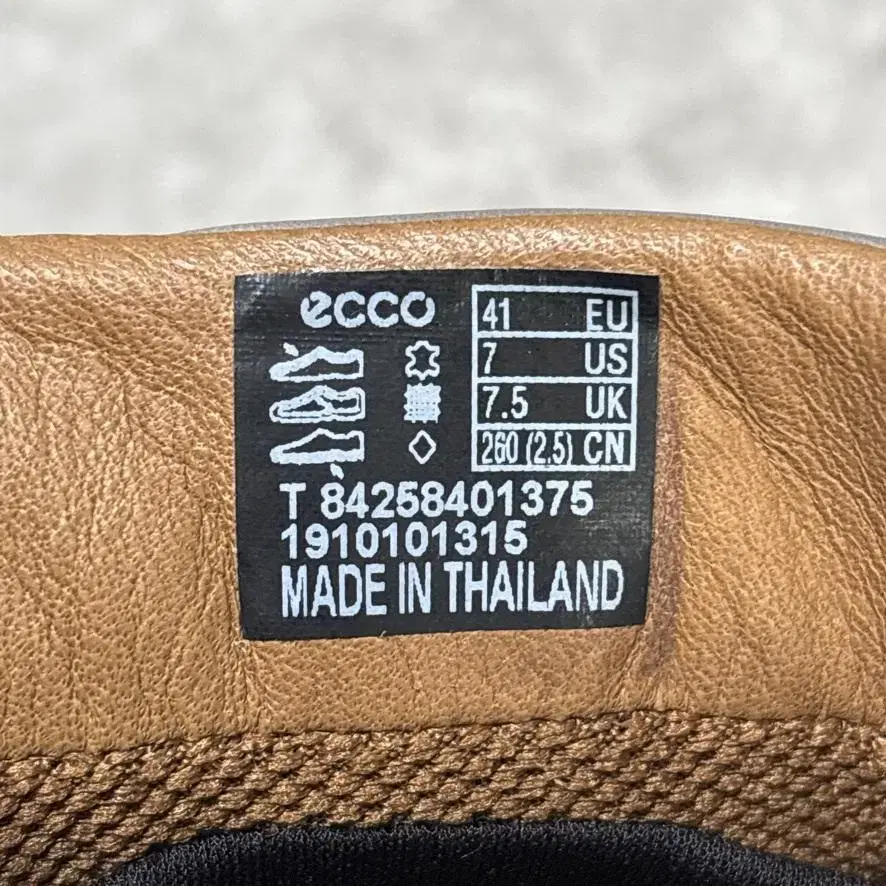 ecco
41 EU
7 US
7.5 UK
260 (2.5) CN
T 84258401375
1910101315
MADE IN THAILAND